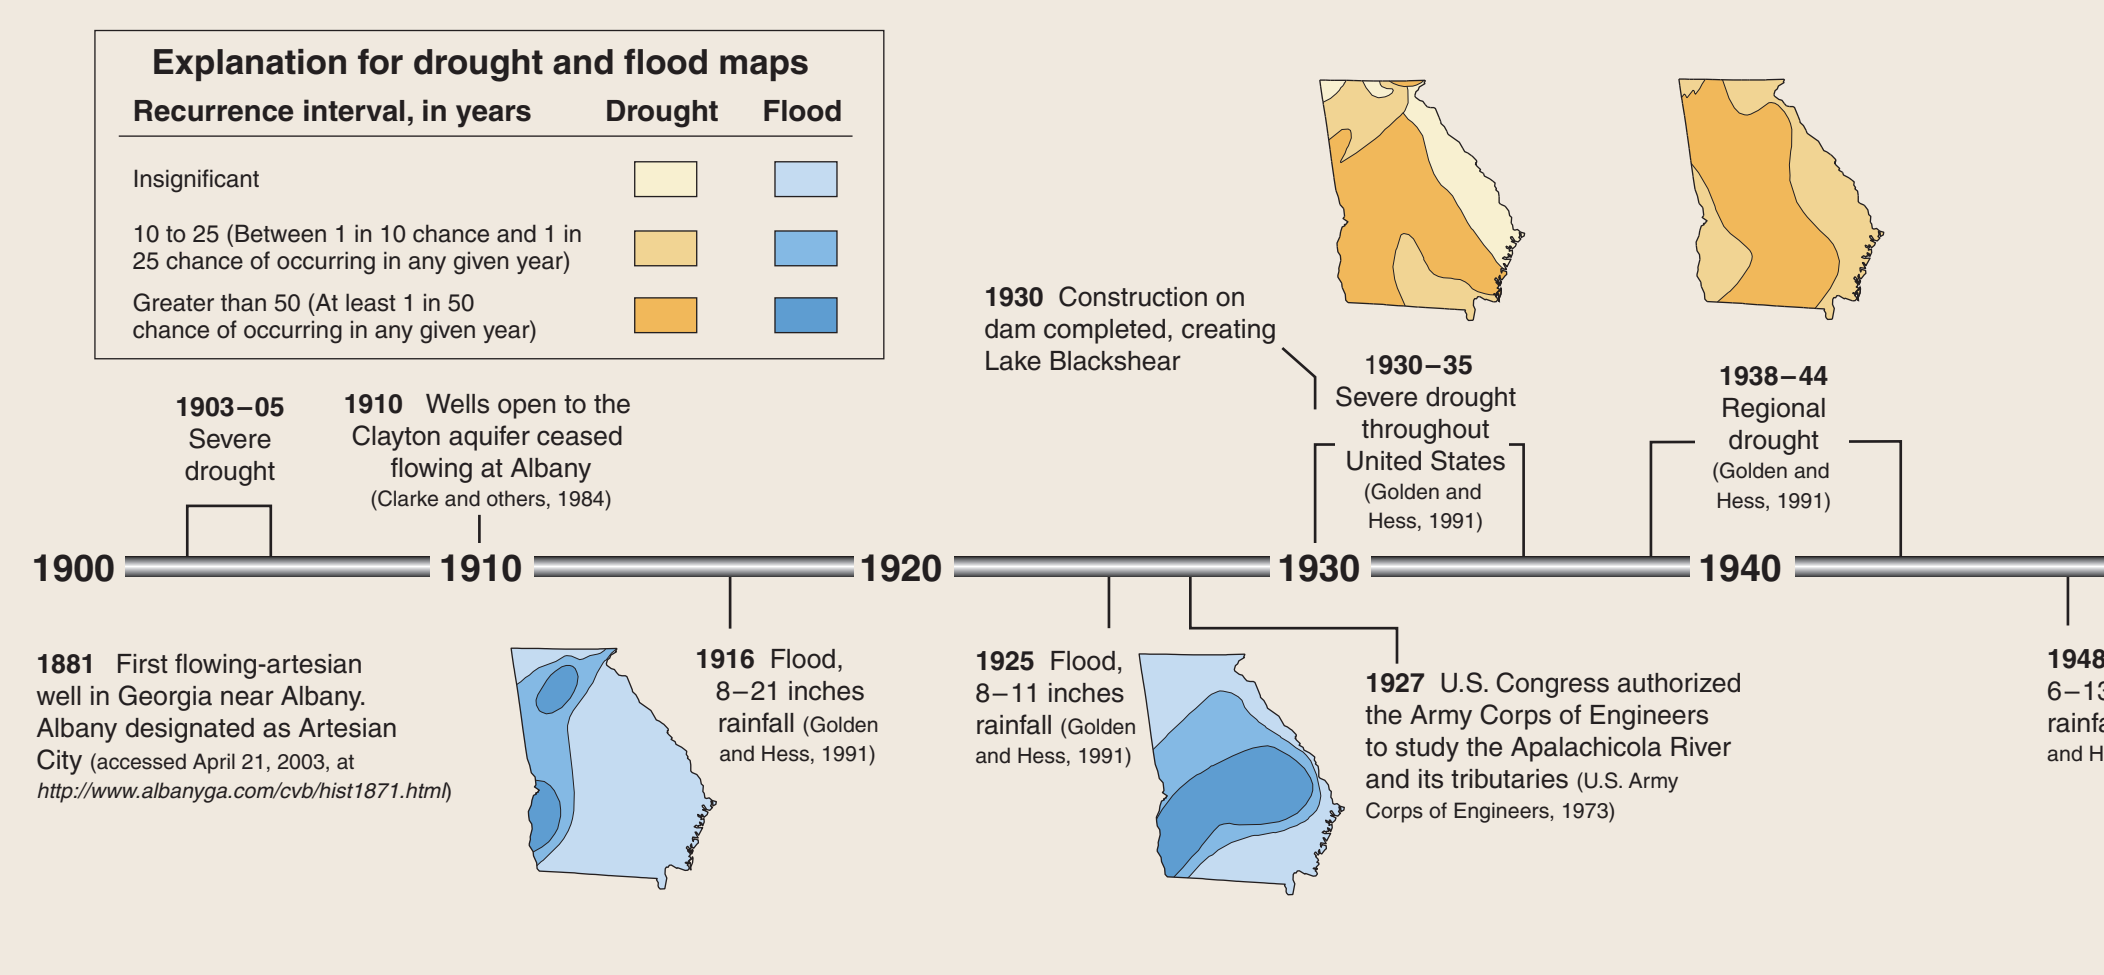 Explanation for drought and flood maps
Recurrence interval, in years Drought Flood
Insignificant
10 to 25 (Between 1 in 10 chance and 1 in
25 chance of occurring in any given year)
Greater than 50 (At least 1 in 50
chance of occurring in any given year)
1903–05
Severe
drought
1910 Wells open to the
Clayton aquifer ceased
flowing at Albany
(Clarke and others, 1984)
1930 Construction on
dam completed, creating
Lake Blackshear
1930–35
Severe drought
throughout
United States
(Golden and
Hess, 1991)
1938–44
Regional
drought
(Golden and
Hess, 1991)
1900 1910 1920 1930 1940
1881 First flowing-artesian
well in Georgia near Albany.
Albany designated as Artesian
City (accessed April 21, 2003, at
http://www.albanyga.com/cvb/hist1871.html)
1916 Flood,
8–21 inches
rainfall (Golden
and Hess, 1991)
1925 Flood,
8–11 inches
rainfall (Golden
and Hess, 1991)
1927 U.S. Congress authorized
the Army Corps of Engineers
to study the Apalachicola River
and its tributaries (U.S. Army
Corps of Engineers, 1973)
1948
6–13
rainfa
and H